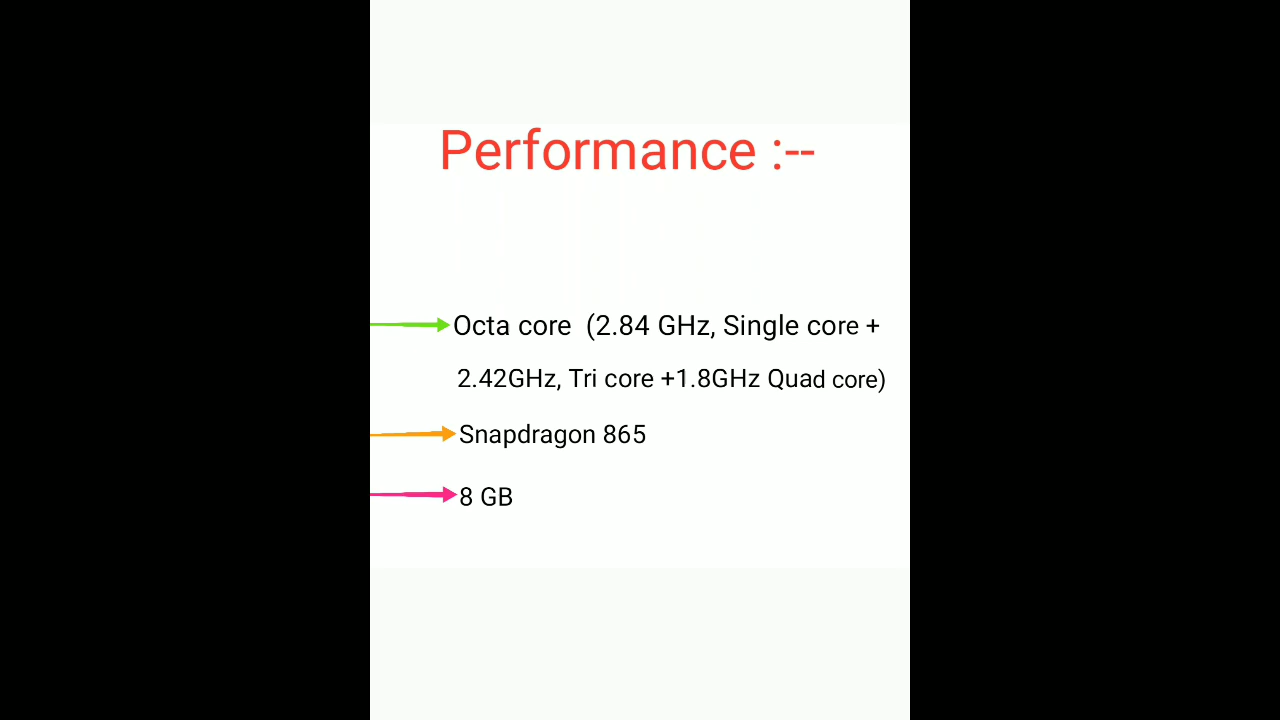 Performance :--
Octa core (2.84 GHz, Single core +
2.42GHz, Tri core +1.8GHz Quad core)
Snapdragon 865
8 GB